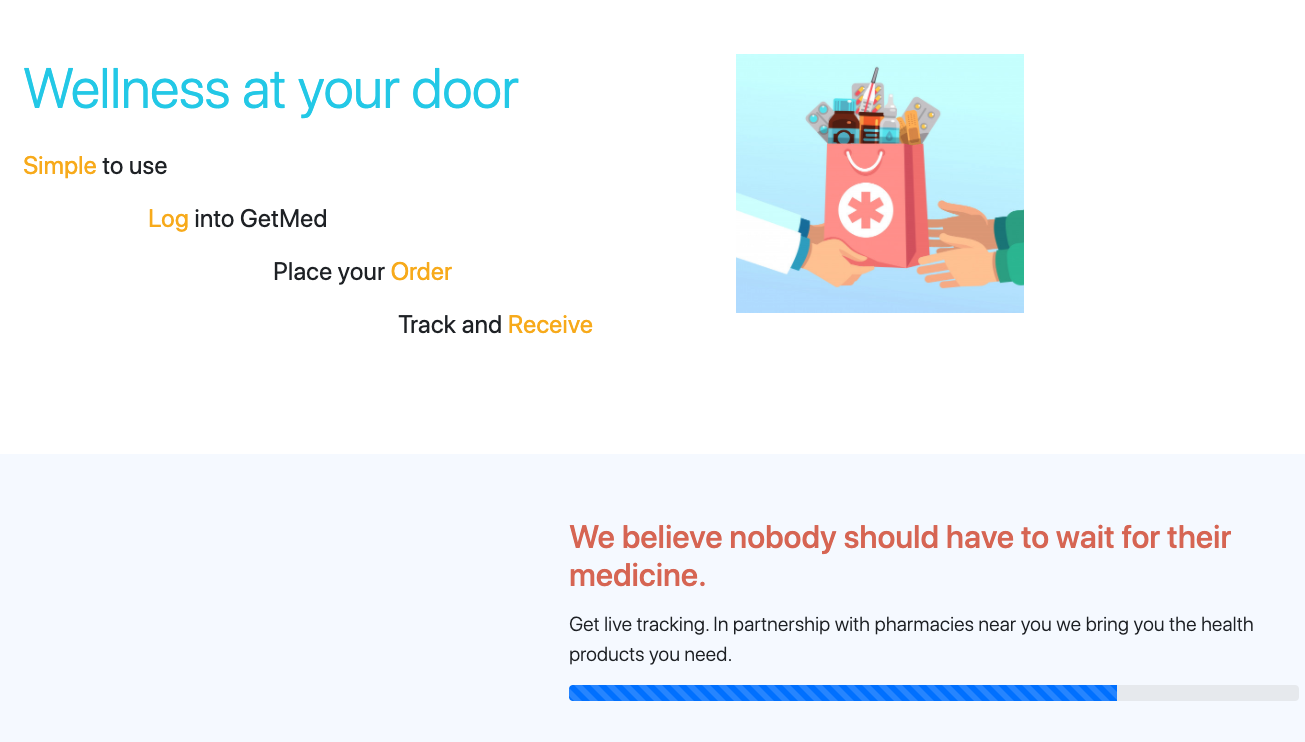 Wellness at your door
Simple to use
Log into GetMed
Place your Order
Track and Receive
We believe nobody should have to wait for their
medicine.
Get live tracking. In partnership with pharmacies near you we bring you the health
products you need.